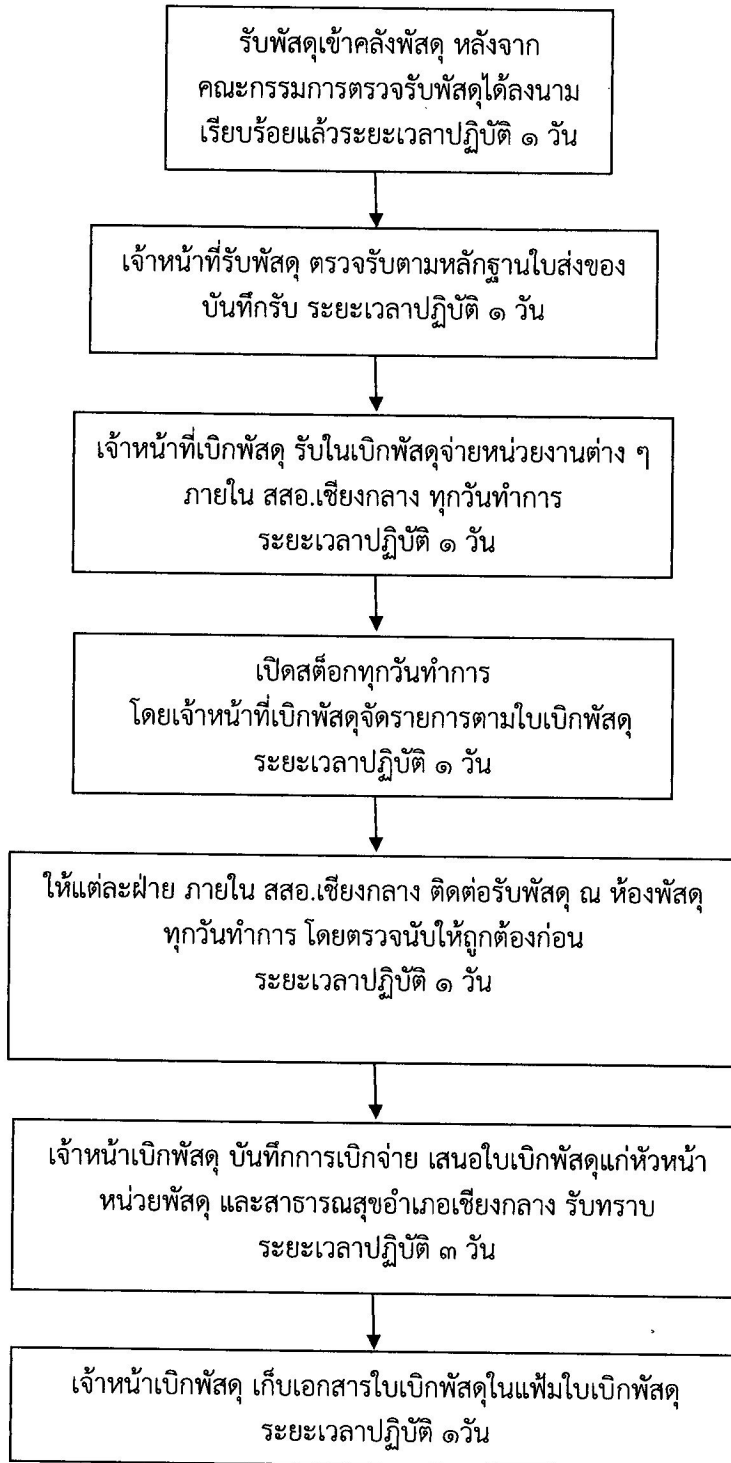 รับพัสดุเข้าคลังพัสดุ หลังจาก
คณะกรรมการตรวจรับพัสดุได้ลงนาม
เรียบร้อยแล้วระยะเวลาปฏิบัติ ๑ วัน
เจ้าหน้าที่รับพัสดุ ตรวจรับตามหลักฐานใบส่งของ
บันทึกรับ ระยะเวลาปฏิบัติ ๑ วัน
เจ้าหน้าที่เบิกพัสดุ รับในเบิกพัสดุจ่ายหน่วยงานต่าง ๆ
ภายใน สสอ.เชียงกลาง ทุกวันทำการ
ระยะเวลาปฏิบัติ ๑ วัน
เปิดสต็อกทุกวันทำการ
โดยเจ้าหน้าที่เบิกพัสดุจัดรายการตามใบเบิกพัสดุ
ระยะเวลาปฏิบัติ ๑ วัน
ให้แต่ละฝ่าย ภายใน สสอ.เชียงกลาง ติดต่อรับพัสดุ ณ ห้องพัสดุ
ทุกวันทำการ โดยตรวจนับให้ถูกต้องก่อน
ระยะเวลาปฏิบัติ ๑ วัน
เจ้าหน้าเบิกพัสดุ บันทึกการเบิกจ่าย เสนอใบเบิกพัสดุแก่หัวหน้า
หน่วยพัสดุ และสาธารณสุขอำเภอเชียงกลาง รับทราบ
ระยะเวลาปฏิบัติ ๓ วัน
เจ้าหน้าเบิกพัสดุ เก็บเอกสารใบเบิกพัสดุในแฟ้มใบเบิกพัสดุ
ระยะเวลาปฏิบัติ ๑วัน